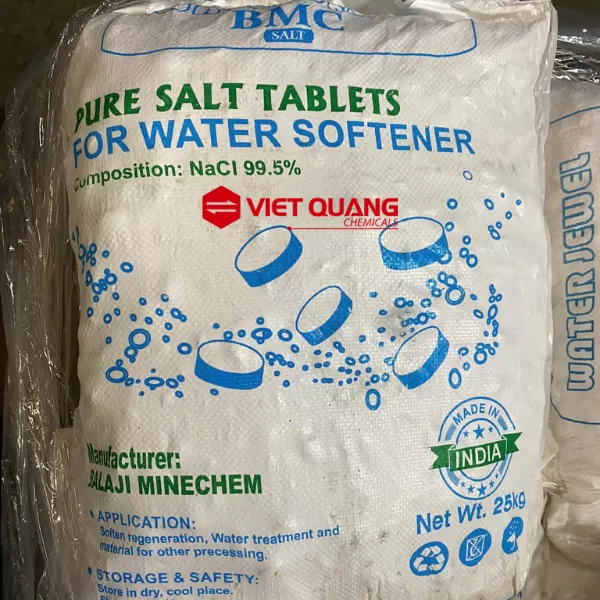 BMC
SALT
PURE SALT TABLETS
FOR WATER SOFTENER
Composition: NaCl 99.5%
VIET QUANG
CHEMICALS
Manufacturer:
BALAJI MINECHEM
MADE IN
INDIA
Net Wt. 25kg
• APPLICATION:
Soften regeneration, Water treatment and
material for other precessing.
• STORAGE & SAFETY:
Store in dry, cool place.
WATER JEWEL